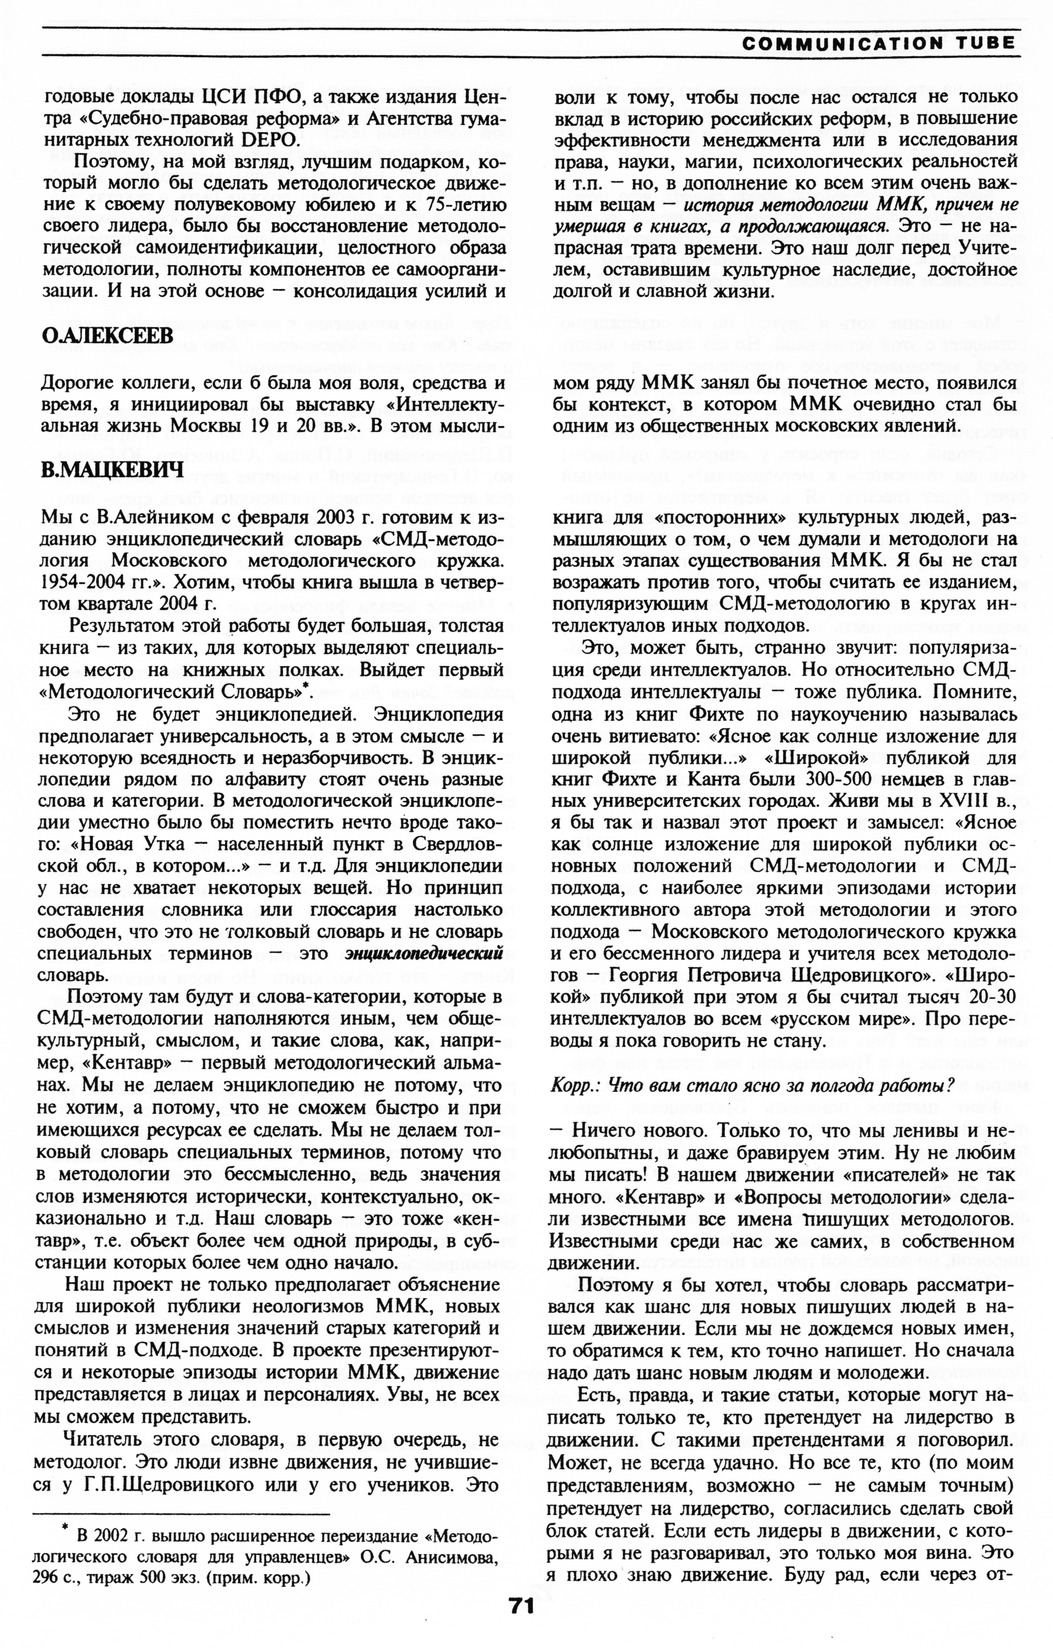 COMMUNICATION TUBE
годовые доклады ЦСИ ПФО, а также издания Цен-
тра «Судебно-правовая реформа» и Агентства гума-
нитарных технологий DEPO.
Поэтому, на мой взгляд, лучшим подарком, ко-
торый могло бы сделать методологическое движе-
ние к своему полувековому юбилею и к 75-летию
своего лидера, было бы восстановление методоло-
гической самоидентификации, целостного образа
методологии, полноты компонентов ее самооргани-
зации. И на этой основе — консолидация усилий и
воли к тому, чтобы после нас остался не только
вклад в историю российских реформ, в повышение
эффективности менеджмента или в исследования
права, науки, магии, психологических реальностей
и т.п. — но, в дополнение ко всем этим очень важ-
ным вещам — история методологии ММК, причем не
умершая в книгах, а продолжающаяся. Это — не на-
прасная трата времени. Это наш долг перед Учите-
лем, оставившим культурное наследие, достойное
долгой и славной жизни.
О.АЛЕКСЕЕВ
Дорогие коллеги, если б была моя воля, средства и
время, я инициировал бы выставку «Интеллекту-
альная жизнь Москвы 19 и 20 вв.». В этом мысли-
мом ряду ММК занял бы почетное место, появился
бы контекст, в котором ММК очевидно стал бы
одним из общественных московских явлений.
В.МАЦКЕВИЧ
Мы с В.Алейником с февраля 2003 г. готовим к из-
данию энциклопедический словарь «СМД-методо-
логия Московского методологического кружка.
1954-2004 гг.». Хотим, чтобы книга вышла в четвер-
том квартале 2004 г.
Результатом этой работы будет большая, толстая
книга — из таких, для которых выделяют специаль-
ное место на книжных полках. Выйдет первый
«Методологический Словарь»*.
Это не будет энциклопедией. Энциклопедия
предполагает универсальность, а в этом смысле — и
некоторую всеядность и неразборчивость. В энцик-
лопедии рядом по алфавиту стоят очень разные
слова и категории. В методологической энциклопе-
дии уместно было бы поместить нечто вроде тако-
го: «Новая Утка — населенный пункт в Свердлов-
ской обл., в котором...» — и т.д. Для энциклопедии
у нас не хватает некоторых вещей. Но принцип
составления словника или глоссария настолько
свободен, что это не толковый словарь и не словарь
специальных терминов — это энциклопедический
словарь.
Поэтому там будут и слова-категории, которые в
СМД-методологии наполняются иным, чем обще-
культурный, смыслом, и такие слова, как, напри-
мер, «Кентавр» — первый методологический альма-
нах. Мы не делаем энциклопедию не потому, что
не хотим, а потому, что не сможем быстро и при
имеющихся ресурсах ее сделать. Мы не делаем тол-
ковый словарь специальных терминов, потому что
в методологии это бессмысленно, ведь значения
слов изменяются исторически, контекстуально, ок-
казионально и т.д. Наш словарь — это тоже «кен-
тавр», т.е. объект более чем одной природы, в суб-
станции которых более чем одно начало.
Наш проект не только предполагает объяснение
для широкой публики неологизмов ММК, новых
смыслов и изменения значений старых категорий и
понятий в СМД-подходе. В проекте презентируют-
ся и некоторые эпизоды истории ММК, движение
представляется в лицах и персоналиях. Увы, не всех
мы сможем представить.
Читатель этого словаря, в первую очередь, не
методолог. Это люди извне движения, не учившие-
ся у Г.П.Щедровицкого или у его учеников. Это
* В 2002 г. вышло расширенное переиздание «Методо-
логического словаря для управленцев» О.С. Анисимова,
296 с., тираж 500 экз. (прим. корр.)
книга для «посторонних» культурных людей, раз-
мышляющих о том, о чем думали и методологи на
разных этапах существования ММК. Я бы не стал
возражать против того, чтобы считать ее изданием,
популяризующим СМД-методологию в кругах ин-
теллектуалов иных подходов.
Это, может быть, странно звучит: популяриза-
ция среди интеллектуалов. Но относительно СМД-
подхода интеллектуалы — тоже публика. Помните,
одна из книг Фихте по наукоучению называлась
очень витиевато: «Ясное как солнце изложение для
широкой публики...» «Широкой» публикой для
книг Фихте и Канта были 300-500 немцев в глав-
ных университетских городах. Живи мы в XVIII в.,
я бы так и назвал этот проект и замысел: «Ясное
как солнце изложение для широкой публики ос-
новных положений СМД-методологии и СМД-
подхода, с наиболее яркими эпизодами истории
коллективного автора этой методологии и этого
подхода — Московского методологического кружка
и его бессменного лидера и учителя всех методоло-
гов — Георгия Петровича Щедровицкого». «Широ-
кой» публикой при этом я бы считал тысяч 20-30
интеллектуалов во всем «русском мире». Про пере-
воды я пока говорить не стану.
Корр.: Что вам стало ясно за полгода работы?
— Ничего нового. Только то, что мы ленивы и не-
любопытны, и даже бравируем этим. Ну не любим
мы писать! В нашем движении «писателей» не так
много. «Кентавр» и «Вопросы методологии» сдела-
ли известными все имена пишущих методологов.
Известными среди нас же самих, в собственном
движении.
Поэтому я бы хотел, чтобы словарь рассматри-
вался как шанс для новых пишущих людей в на-
шем движении. Если мы не дождемся новых имен,
то обратимся к тем, кто точно напишет. Но сначала
надо дать шанс новым людям и молодежи.
Есть, правда, и такие статьи, которые могут на-
писать только те, кто претендует на лидерство в
движении. С такими претендентами я поговорил.
Может, не всегда удачно. Но все те, кто (по моим
представлениям, возможно — не самым точным)
претендует на лидерство, согласились сделать свой
блок статей. Если есть лидеры в движении, с кото-
рыми я не разговаривал, это только моя вина. Это
я плохо знаю движение. Буду рад, если через от-
71